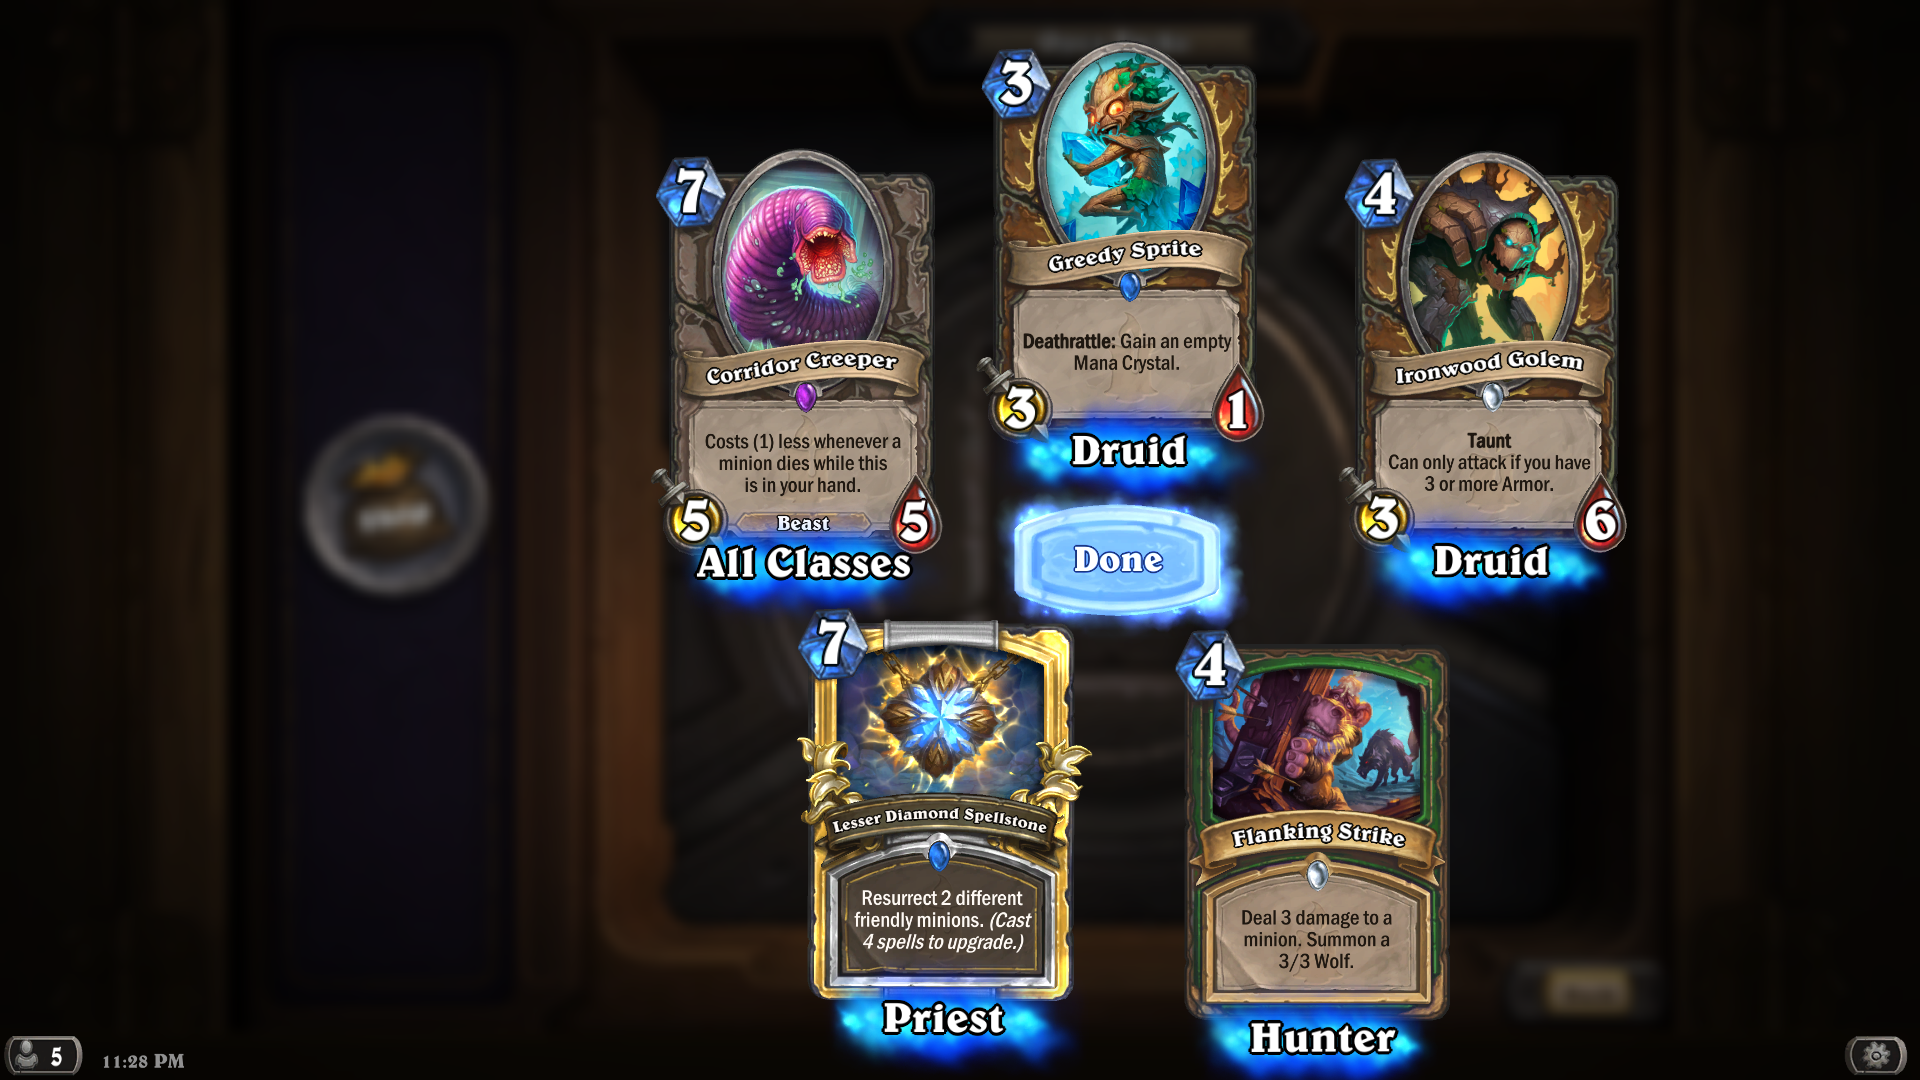 3
Greedy Sprite
Deathrattle: Gain an empty
Mana Crystal.
3
1
Druid
7
Corridor Creeper
Costs (1) less whenever a
minion dies while this
is in your hand.
5
Beast
5
All Classes
4
Ironwood Golem
Taunt
Can only attack if you have
3 or more Armor.
3
6
Druid
Done
7
Lesser Diamond Spellstone
Resurrect 2 different
friendly minions. (Cast
4 spells to upgrade.)
Priest
4
Flanking Strike
Deal 3 damage to a
minion. Summon a
3/3 Wolf.
Hunter
5
11:28 PM